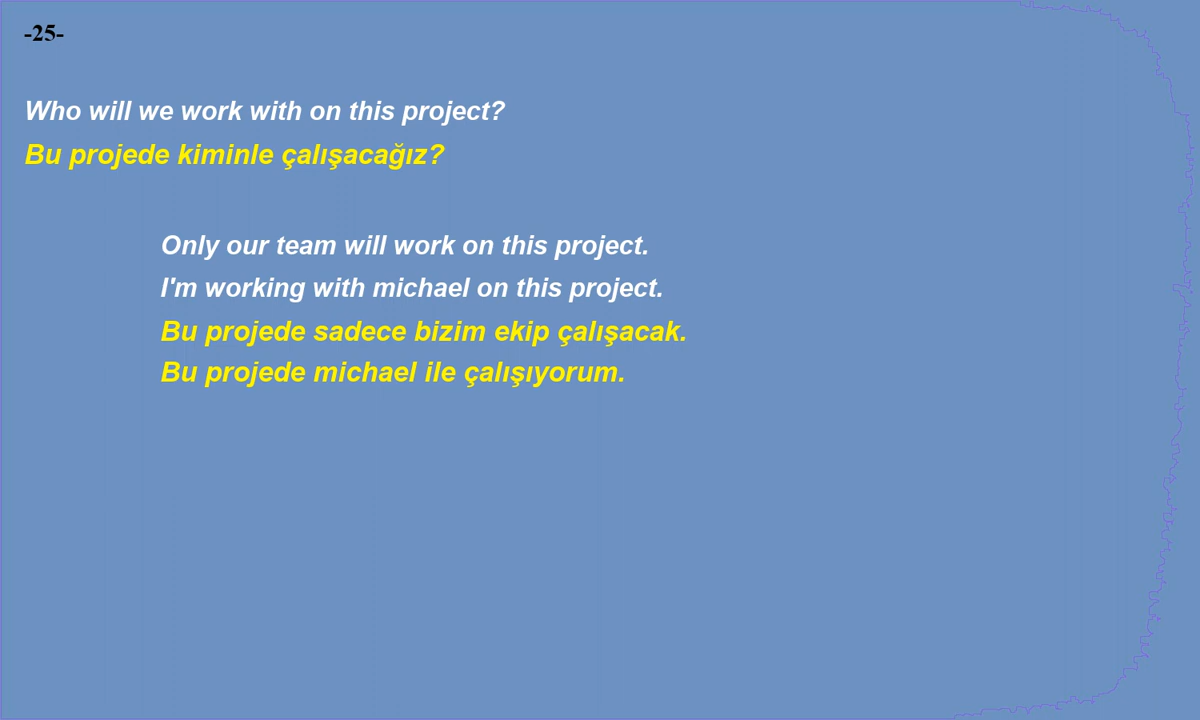 -25-
Who will we work with on this project?
Bu projede kiminle çalışacağız?
Only our team will work on this project.
I'm working with michael on this project.
Bu projede sadece bizim ekip çalışacak.
Bu projede michael ile çalışıyorum.